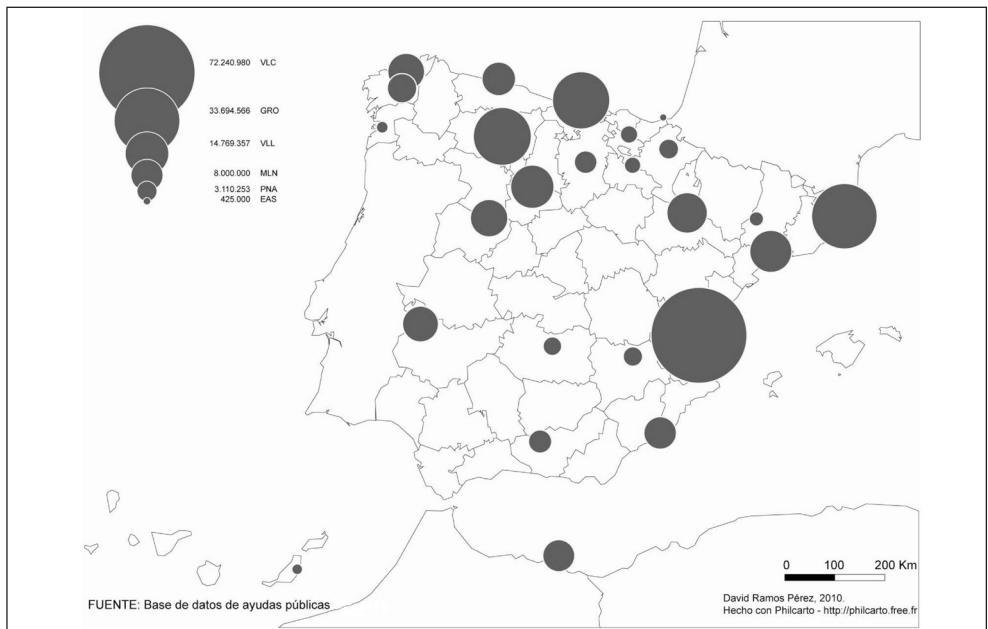 72.240.980 VLC
33.694.566 GRO
14.769.357 VLL
8.000.000 MLN
3.110.253 PNA
425.000 EAS
0 100 200 Km
FUENTE: Base de datos de ayudas públicas
David Ramos Pérez, 2010.
Hecho con Philcarto - http://philcarto.free.fr